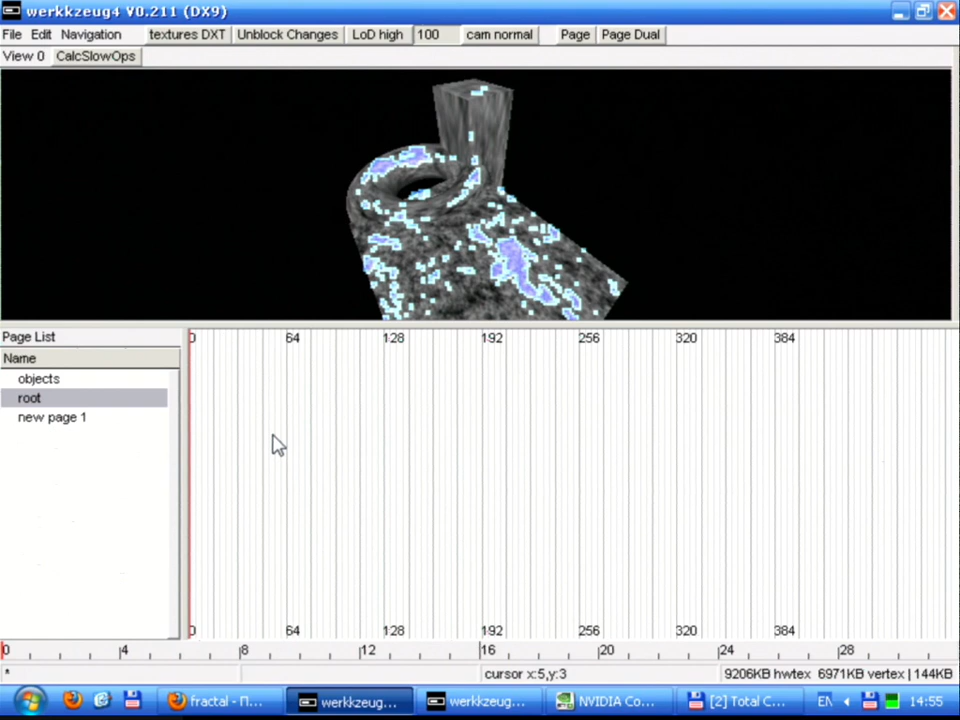 werkkzeug4 V0.211 (DX9)
File Edit Navigation textures DXT Unblock Changes LoD high 100 cam normal Page Page Dual
View 0 CalcSlowOps
Page List
Name
objects
root
new page 1
0 64 128 192 256 320 384
0 64 128 192 256 320 384
0 4 8 12 16 20 24 28
* cursor x:5,y:3 9206KB hwtex 6971KB vertex 144KB
fractal - П... werkkzeug... werkkzeug... NVIDIA Co... [2] Total C... EN 14:55